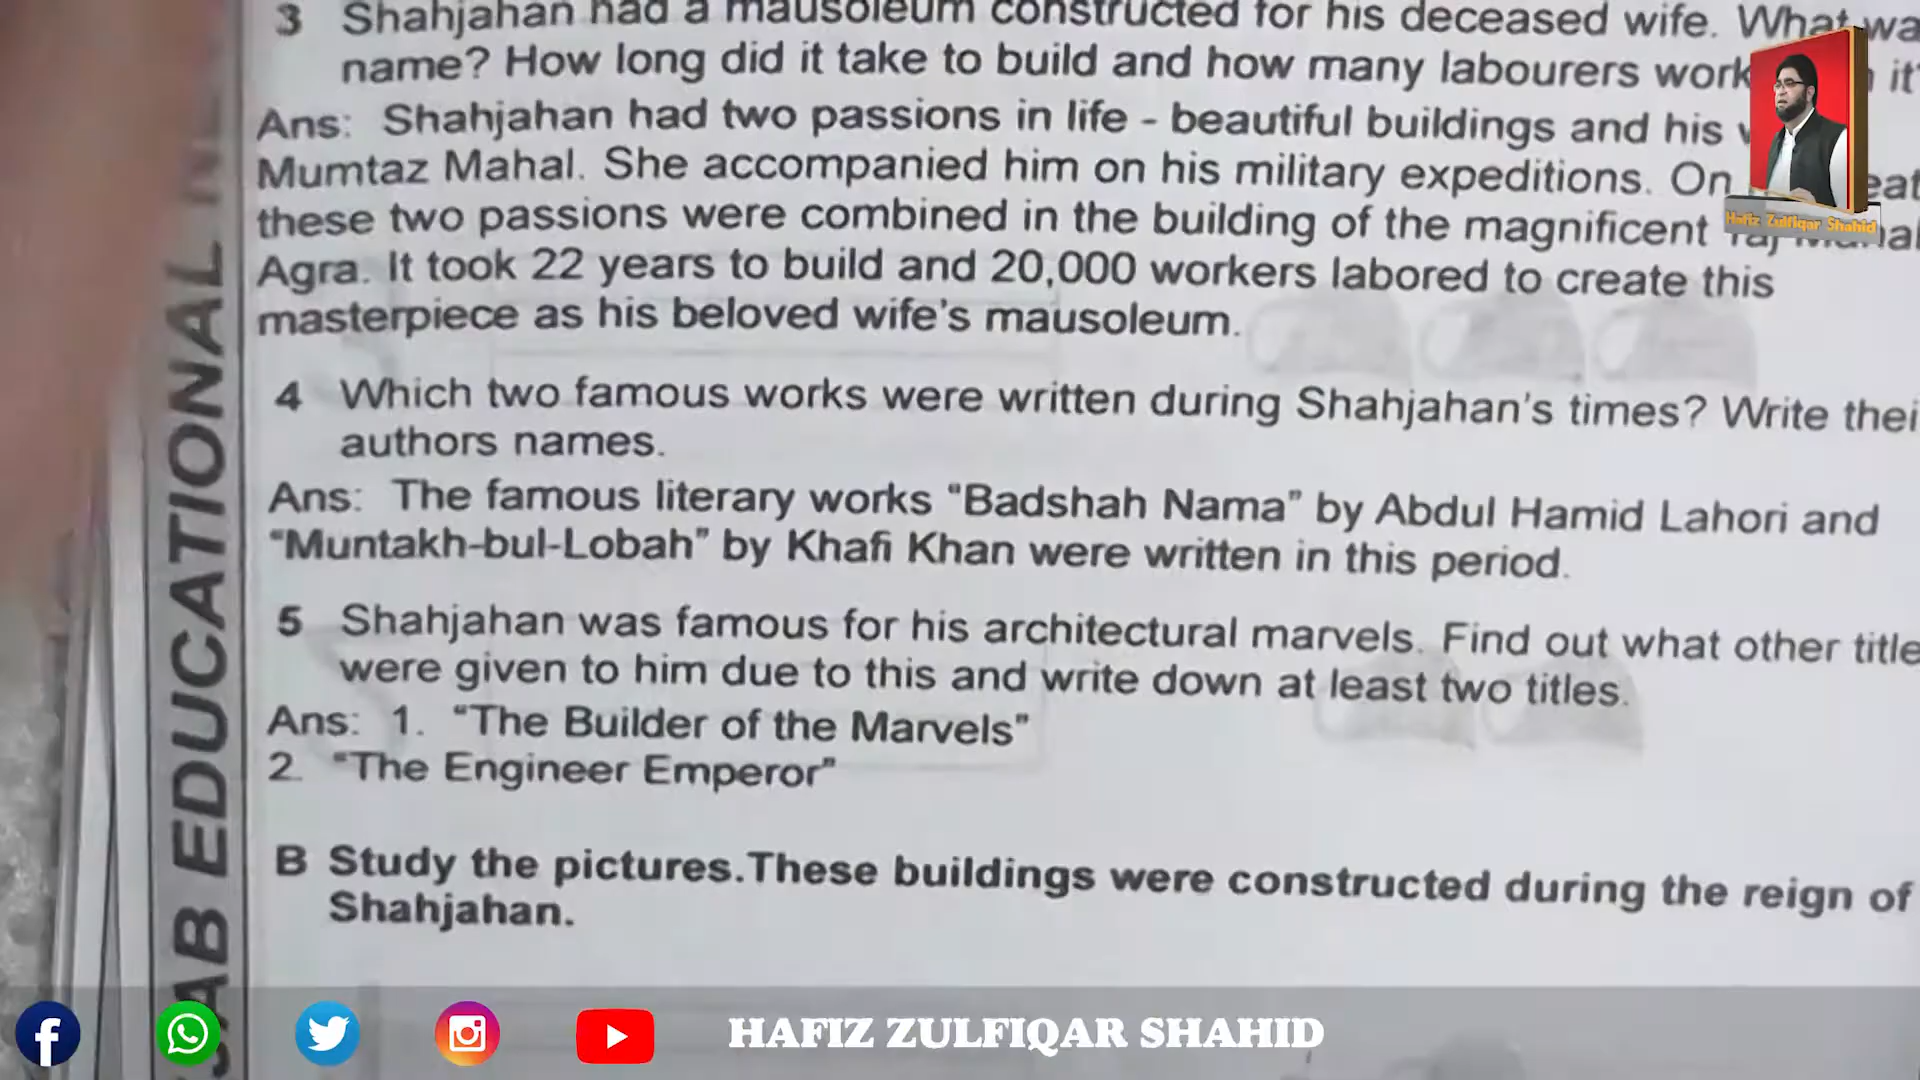 3 Shahjahan had a mausoleum constructed for his deceased wife. What wa
name? How long did it take to build and how many labourers work it
Ans: Shahjahan had two passions in life - beautiful buildings and his
Mumtaz Mahal. She accompanied him on his military expeditions. On eat
these two passions were combined in the building of the magnificent Taj
Agra. It took 22 years to build and 20,000 workers labored to create this
masterpiece as his beloved wife's mausoleum.
4 Which two famous works were written during Shahjahan's times? Write thei
authors names.
Ans: The famous literary works "Badshah Nama" by Abdul Hamid Lahori and
"Muntakh-bul-Lobah" by Khafi Khan were written in this period.
5 Shahjahan was famous for his architectural marvels. Find out what other title
were given to him due to this and write down at least two titles.
Ans: 1. "The Builder of the Marvels"
2. "The Engineer Emperor"
B Study the pictures.These buildings were constructed during the reign of
Shahjahan.
EDUCATIONAL
Hafiz Zulfiqar Shahid
HAFIZ ZULFIQAR SHAHID